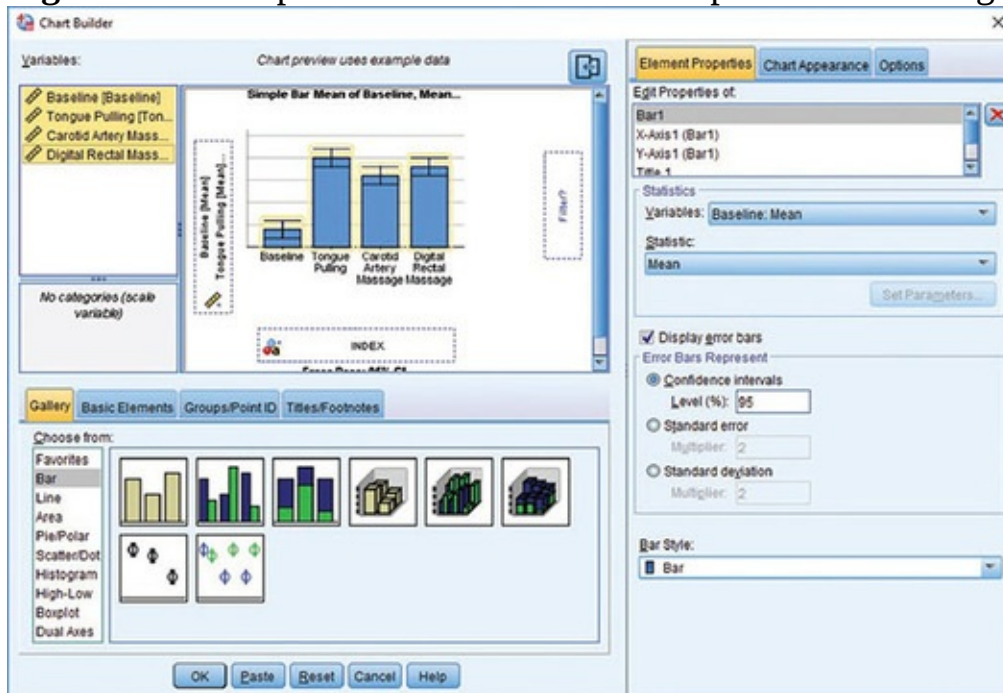 Chart Builder
Variables:
Chart preview uses example data
Baseline [Baseline]
Tongue Pulling [Ton...
Carotid Artery Mass...
Digital Rectal Mass...
No categories (scale
variable)
Simple Bar Mean of Baseline, Mean...
Baseline [Mean]
Tongue Pulling [Mean]...
Baseline
Tongue
Pulling
Carotid
Artery
Massage
Digital
Rectal
Massage
Filter?
INDEX
Gallery
Basic Elements
Groups/Point ID
Titles/Footnotes
Choose from:
Favorites
Bar
Line
Area
Pie/Polar
Scatter/Dot
Histogram
High-Low
Boxplot
Dual Axes
OK
Paste
Reset
Cancel
Help
Element Properties
Chart Appearance
Options
Edit Properties of:
Bar1
X-Axis1 (Bar1)
Y-Axis1 (Bar1)
Title 1
Statistics
Variables: Baseline: Mean
Statistic:
Mean
Set Parameters...
Display error bars
Error Bars Represent
Confidence intervals
Level (%): 95
Standard error
Multiplier: 2
Standard deviation
Multiplier: 2
Bar Style:
Bar